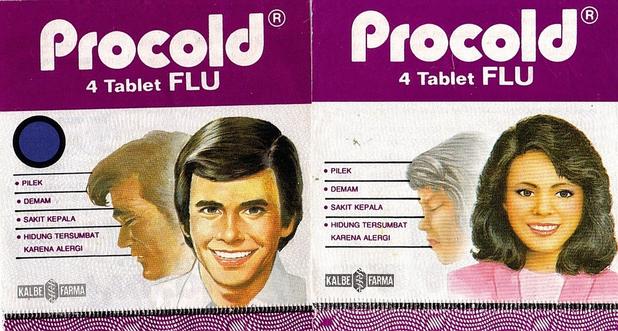 Procold®
4 Tablet FLU
• PILEK
• DEMAM
• SAKIT KEPALA
• HIDUNG TERSUMBAT
KARENA ALERGI
KALBE FARMA
Procold®
4 Tablet FLU
• PILEK
• DEMAM
• SAKIT KEPALA
• HIDUNG TERSUMBAT
KARENA ALERGI
KALBE FARMA